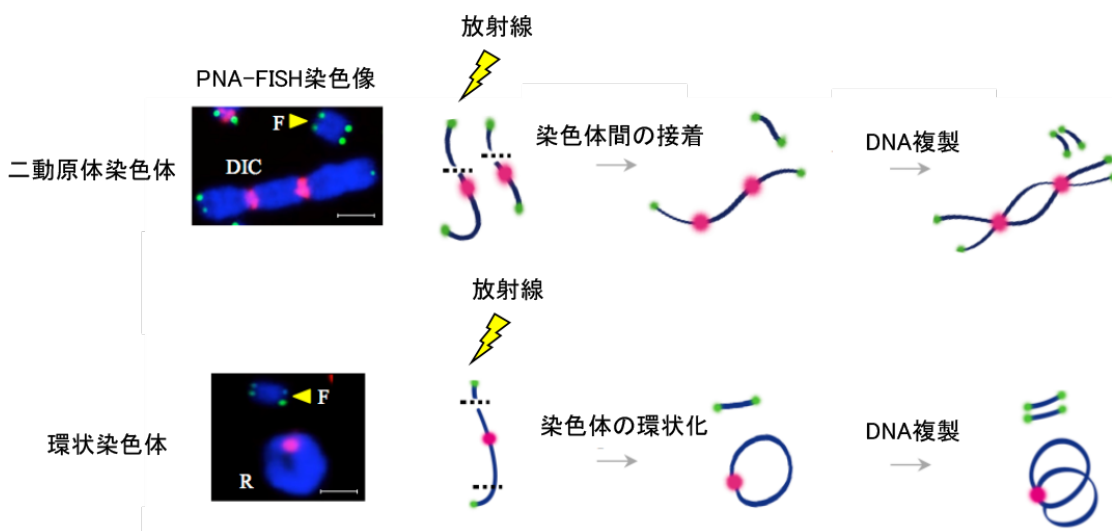 放射線
PNA-FISH染色像
F
DIC
二動原体染色体
染色体間の接着
DNA複製
放射線
F
R
環状染色体
染色体の環状化
DNA複製